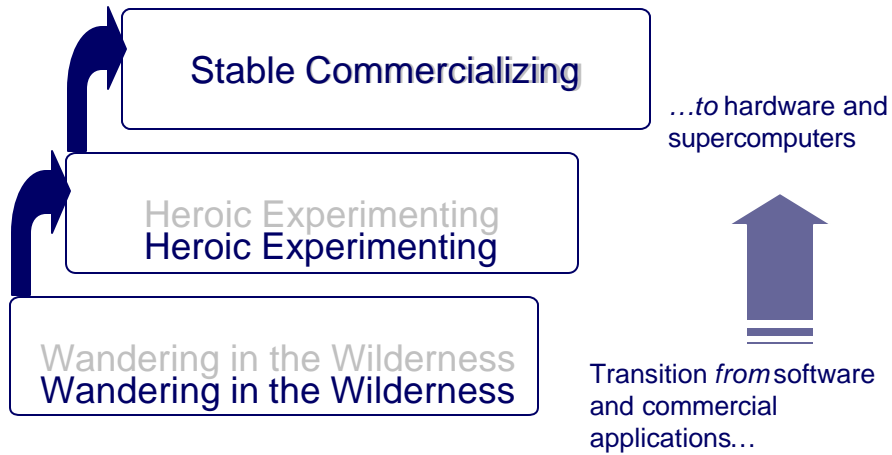 Stable Commercializing
…to hardware and
supercomputers
Heroic Experimenting
Heroic Experimenting
Wandering in the Wilderness
Wandering in the Wilderness
Transition from software
and commercial
applications…